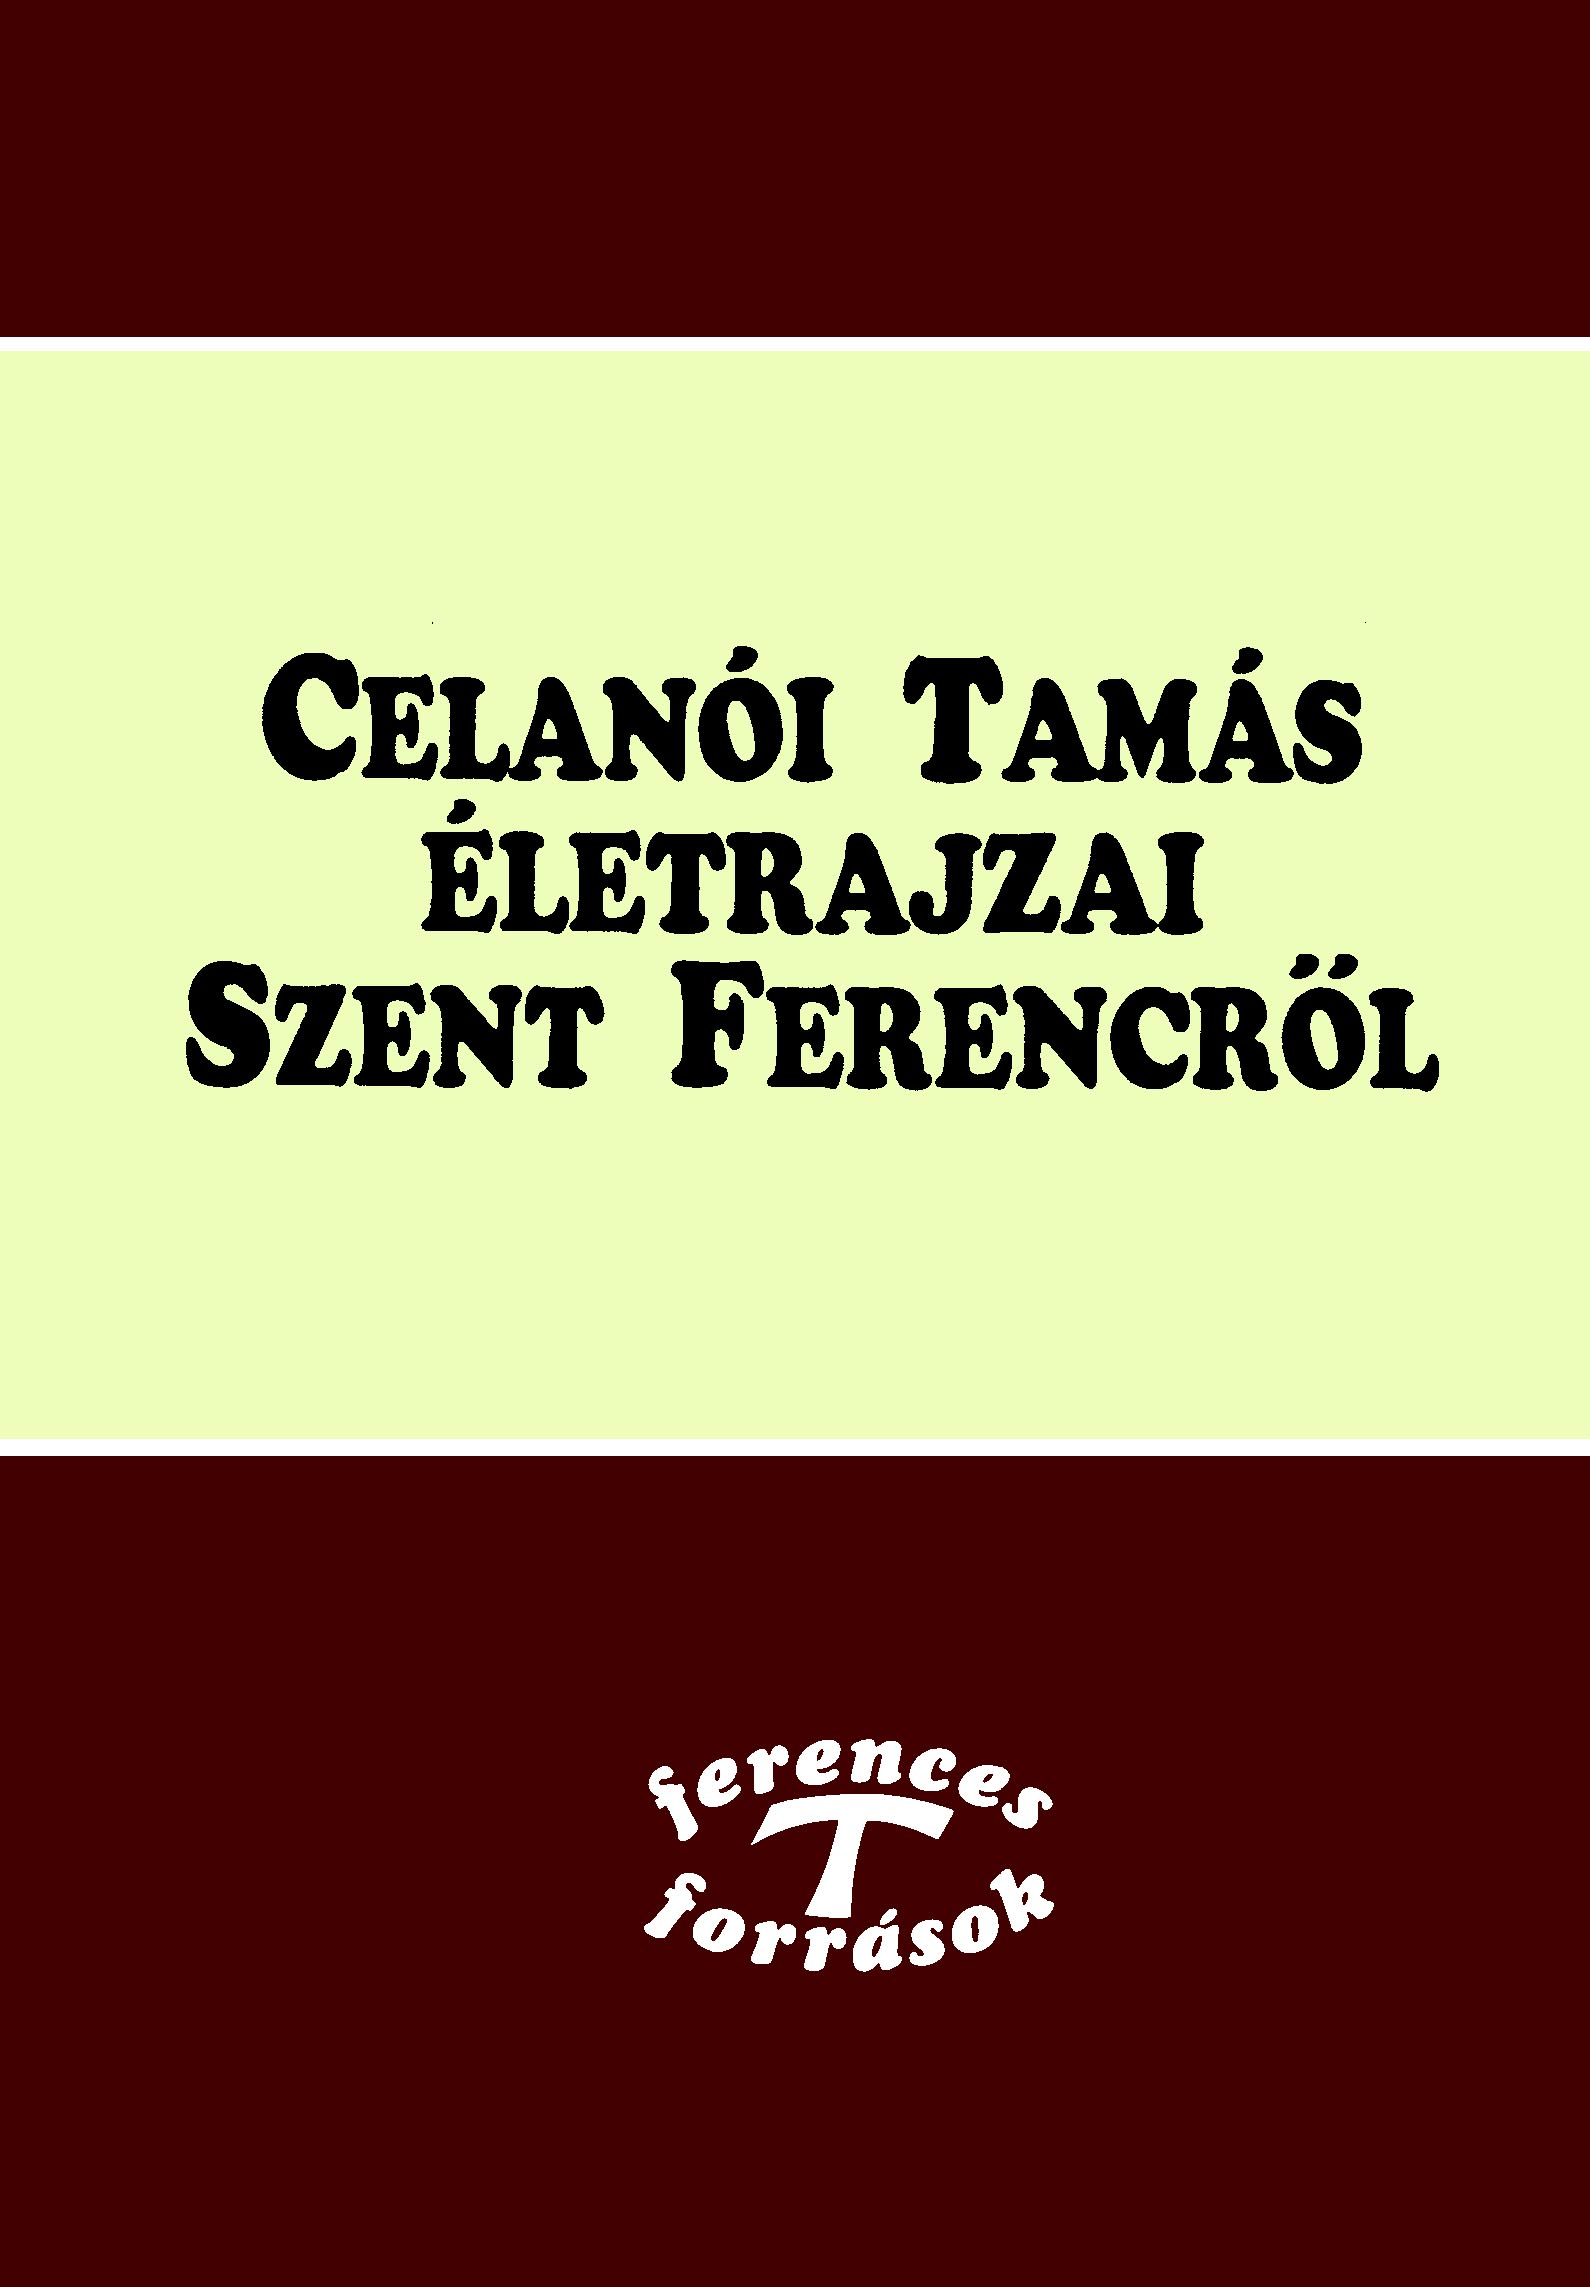 CELANÓI TAMÁS
ÉLETRAJZAI
SZENT FERENCRŐL
ferences
források